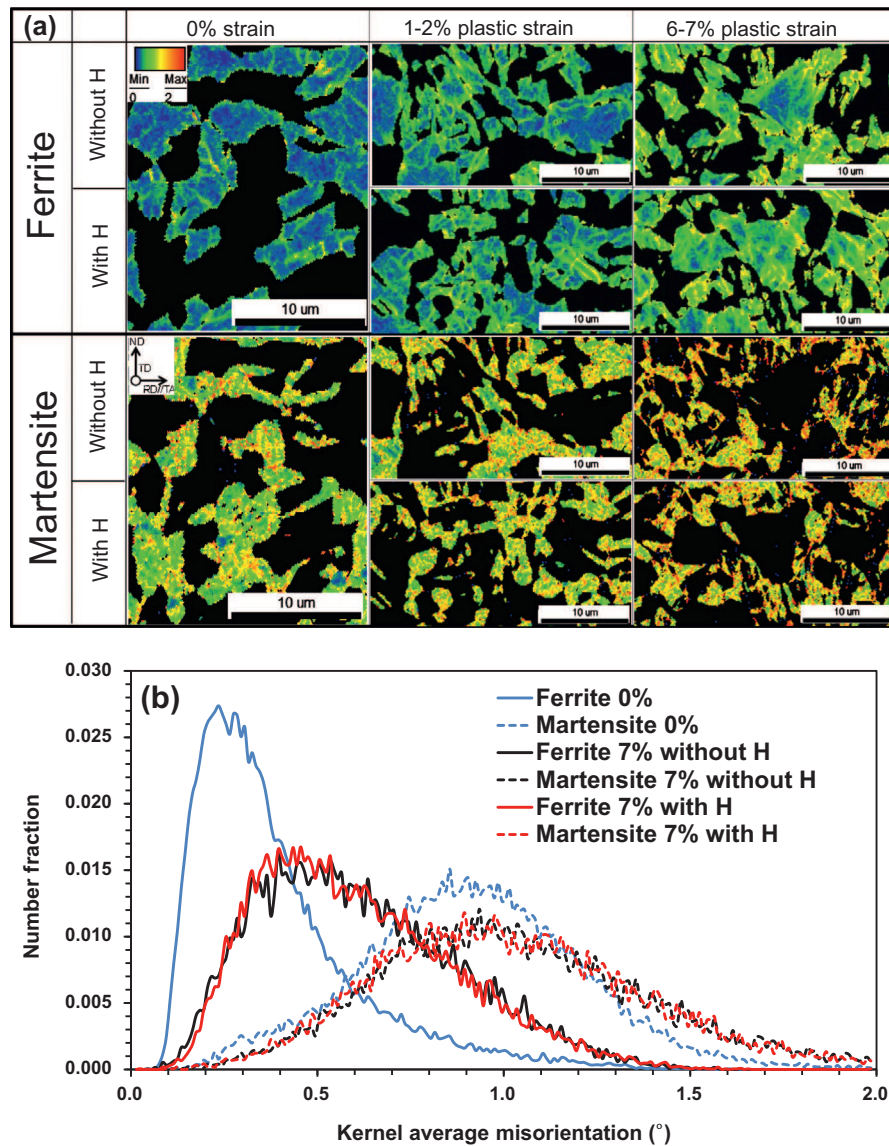 (a) 0% strain 1-2% plastic strain 6-7% plastic strain
Ferrite
Without H
Min Max
0 2
10 um
10 um
With H
10 um
10 um
10 um
Martensite
Without H
ND
TD
RD//TA
10 um
10 um
With H
10 um
10 um
10 um
(b)
0.030
0.025
0.020
0.015
0.010
0.005
0.000
Number fraction
Ferrite 0%
Martensite 0%
Ferrite 7% without H
Martensite 7% without H
Ferrite 7% with H
Martensite 7% with H
0.0 0.5 1.0 1.5 2.0
Kernel average misorientation (°)